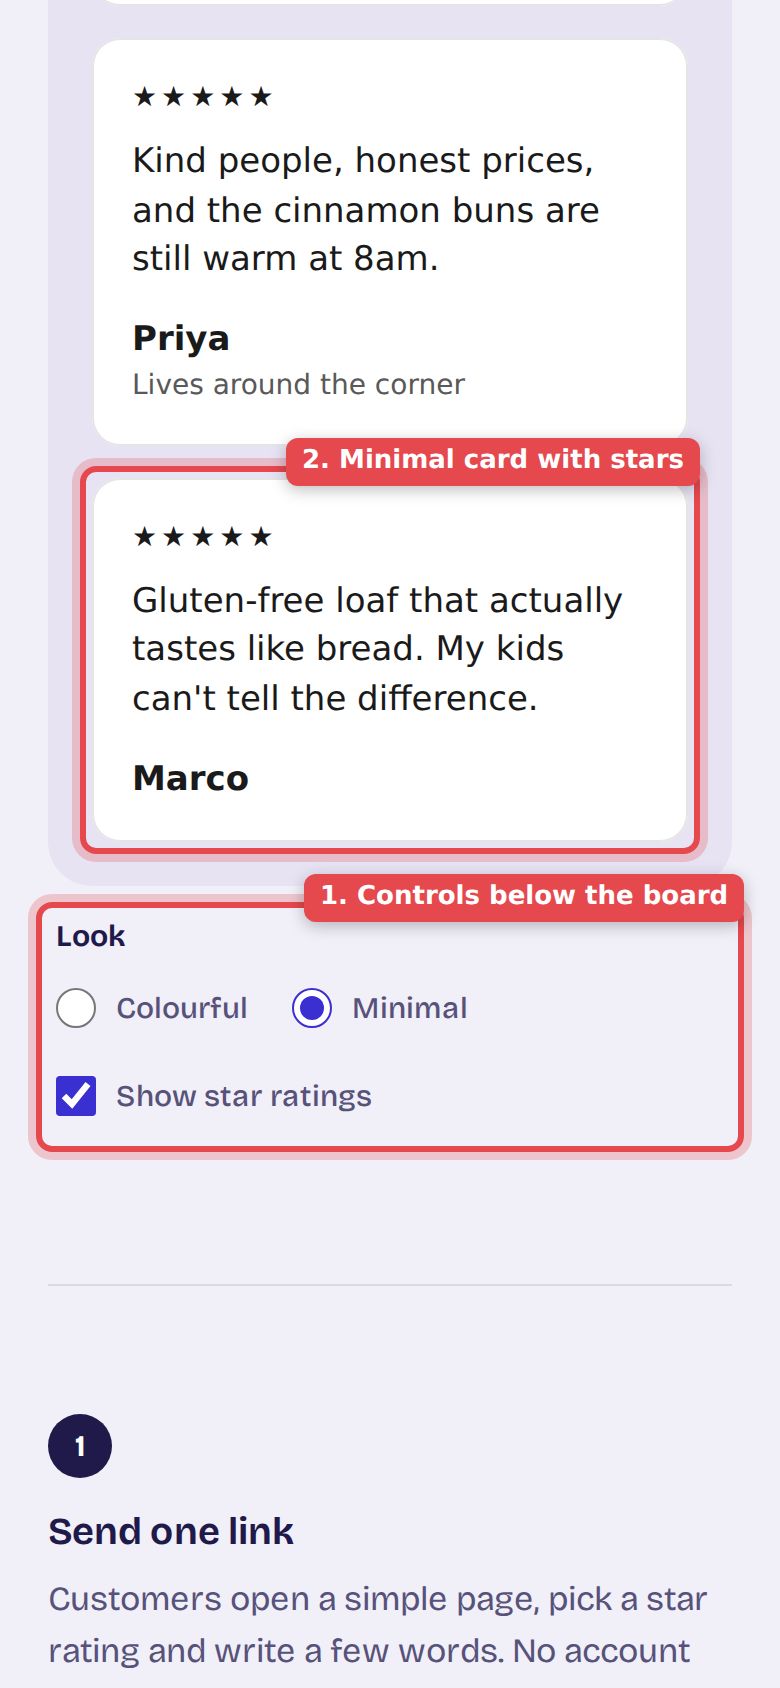 ★★★★★
Kind people, honest prices,
and the cinnamon buns are
still warm at 8am.
Priya
Lives around the corner
2. Minimal card with stars
★★★★★
Gluten-free loaf that actually
tastes like bread. My kids
can't tell the difference.
Marco
1. Controls below the board
Look
Colourful
Minimal
Show star ratings
1
Send one link
Customers open a simple page, pick a star
rating and write a few words. No account